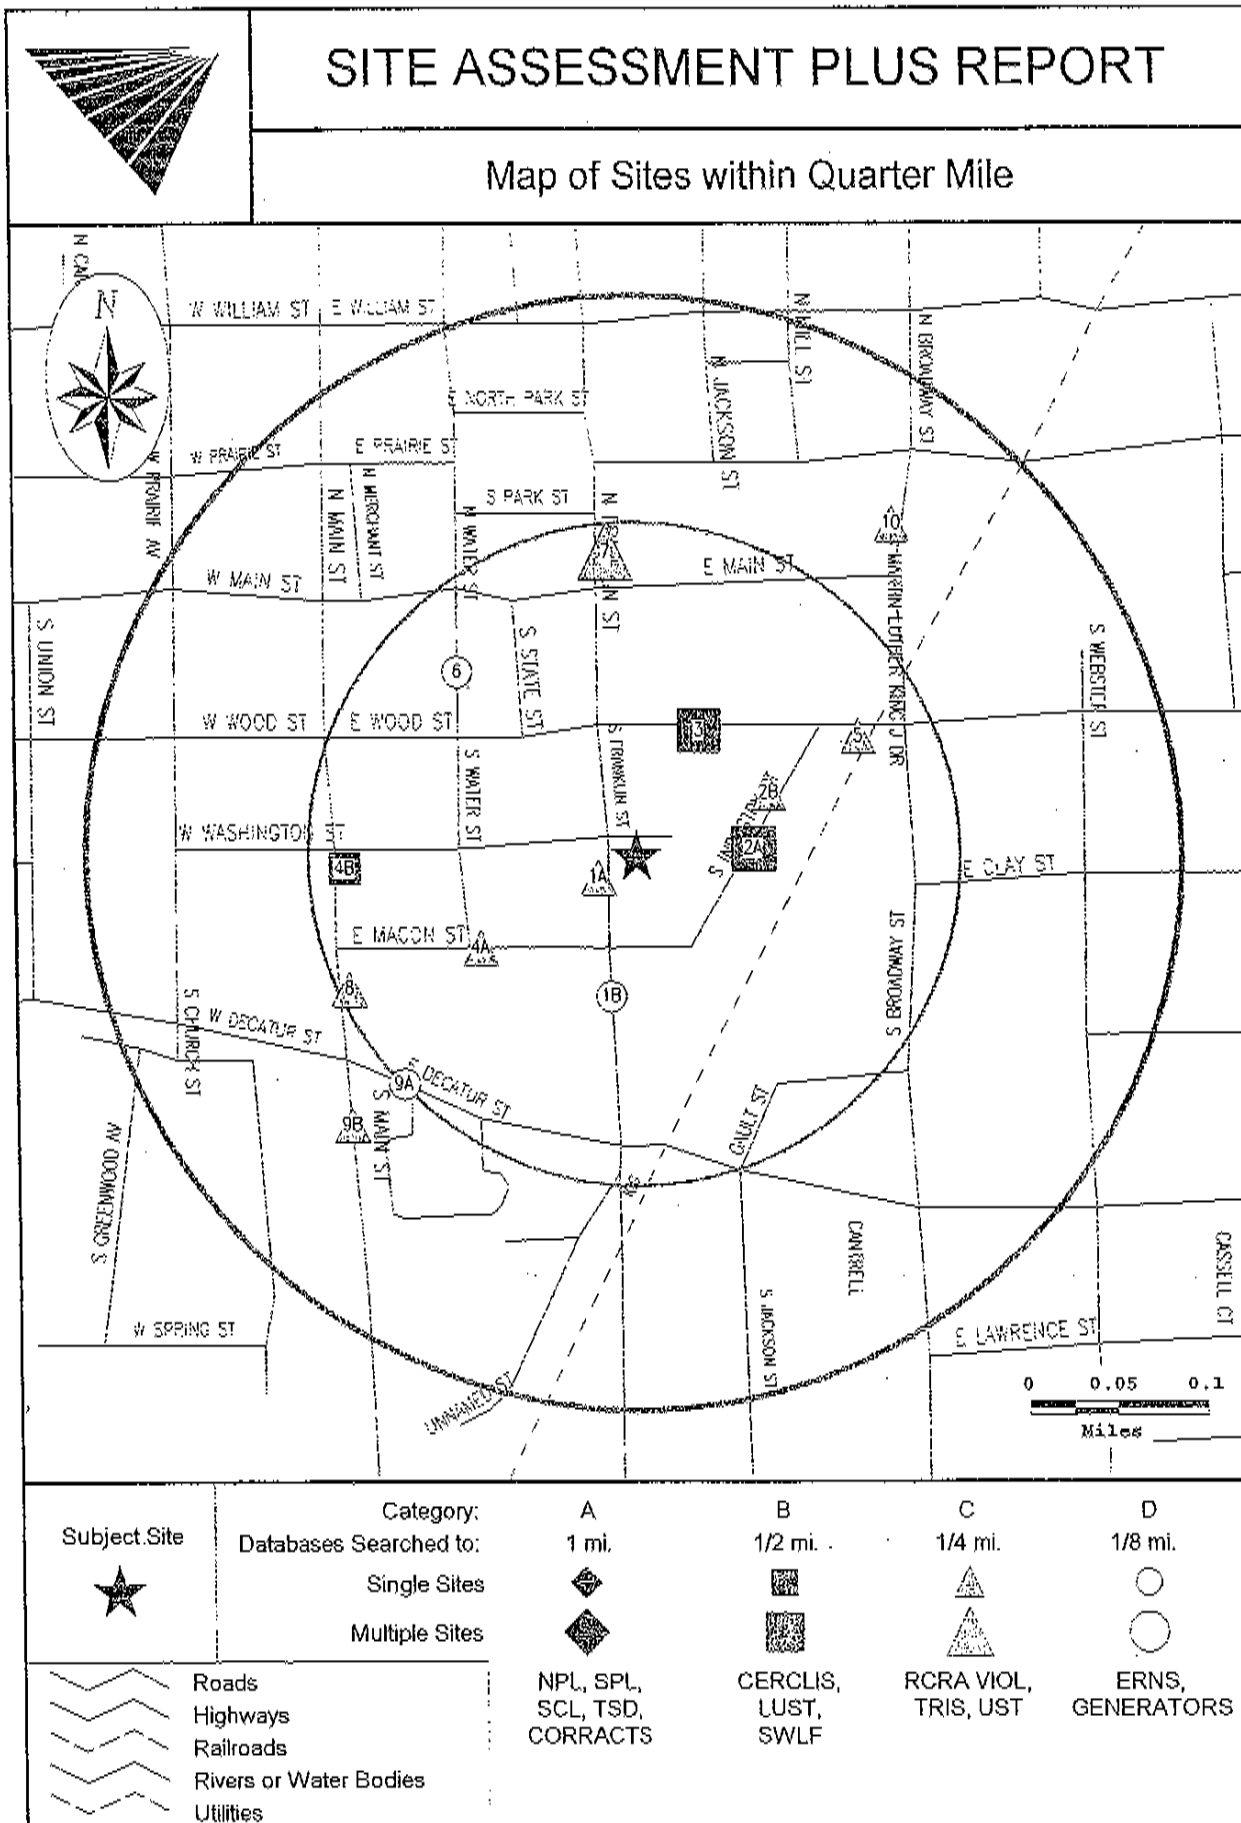 SITE ASSESSMENT PLUS REPORT
Map of Sites within Quarter Mile
N
W WILLIAM ST
E WILLIAM ST
N MILL ST
N BROADWAY ST
N JACKSON ST
E NORTH PARK ST
W PRAIRIE ST
E PRAIRIE ST
W PRAIRIE AV
N MAIN ST
N MERCHANT ST
N WATER ST
S PARK ST
10
7
W MAIN ST
E MAIN ST
MARTIN LUTHER KING J DR
S UNION ST
S STATE ST
S WEBSTER ST
6
W WOOD ST
E WOOD ST
13
5
S WATER ST
S FRANKLIN ST
2B
W WASHINGTON ST
2A
4B
1A
E CLAY ST
E MACON ST
4A
S BROADWAY ST
8
1B
S CHURCH ST
W DECATUR ST
9A
E DECATUR ST
9B
S MAIN ST
GAULT ST
S GREENWOOD AV
CANTRELL
CASSELL CT
W SPRING ST
S JACKSON ST
E LAWRENCE ST
UNNAMED ST
0 0.05 0.1
Miles
Subject Site
Category: A B C D
Databases Searched to: 1 mi. 1/2 mi. 1/4 mi. 1/8 mi.
Single Sites
Multiple Sites
Roads
Highways
Railroads
Rivers or Water Bodies
Utilities
NPL, SPL,
SCL, TSD,
CORRACTS
CERCLIS,
LUST,
SWLF
RCRA VIOL,
TRIS, UST
ERNS,
GENERATORS